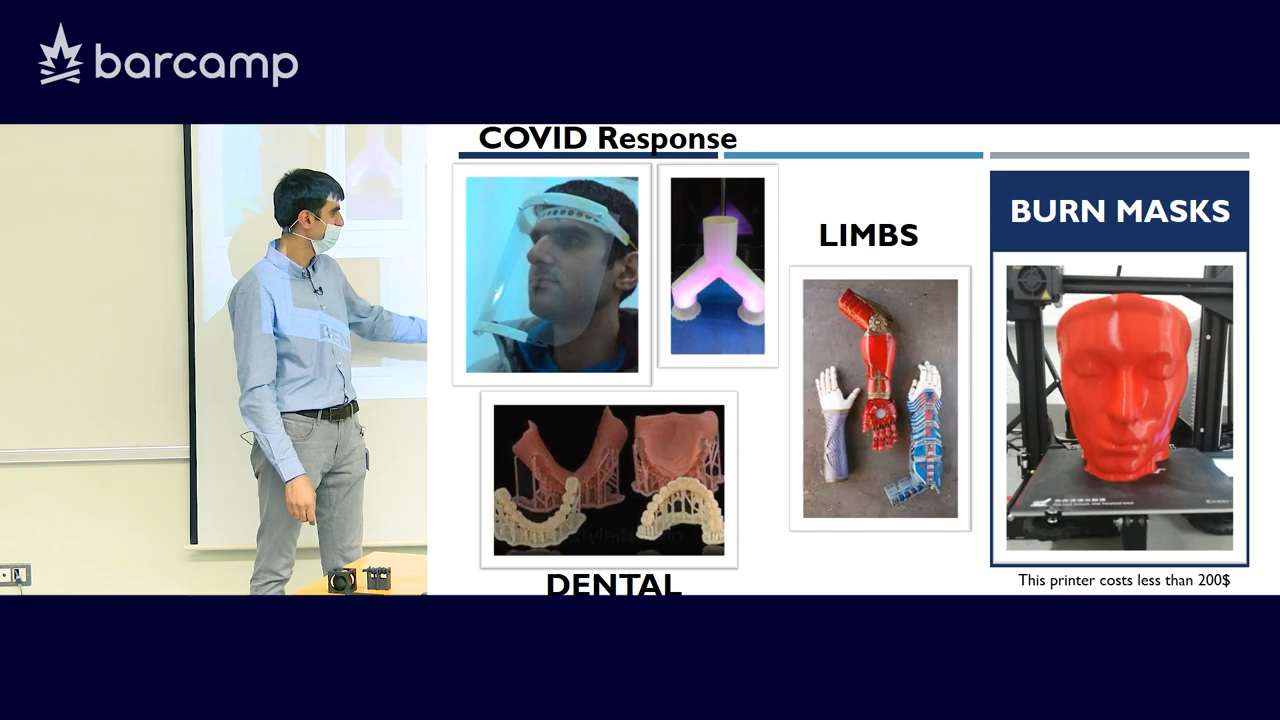 barcamp
COVID Response
LIMBS
BURN MASKS
DENTAL
This printer costs less than 200$